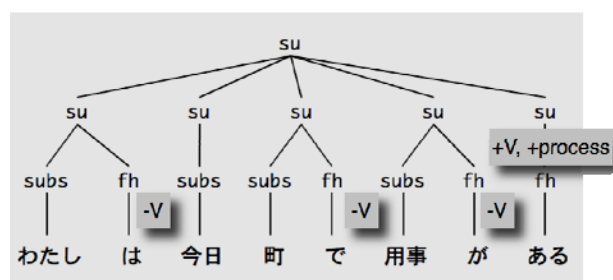 su
su su su su su
+V, +process
subs fh subs subs fh subs fh fh
-V -V -V
わたし は 今日 町 で 用事 が ある